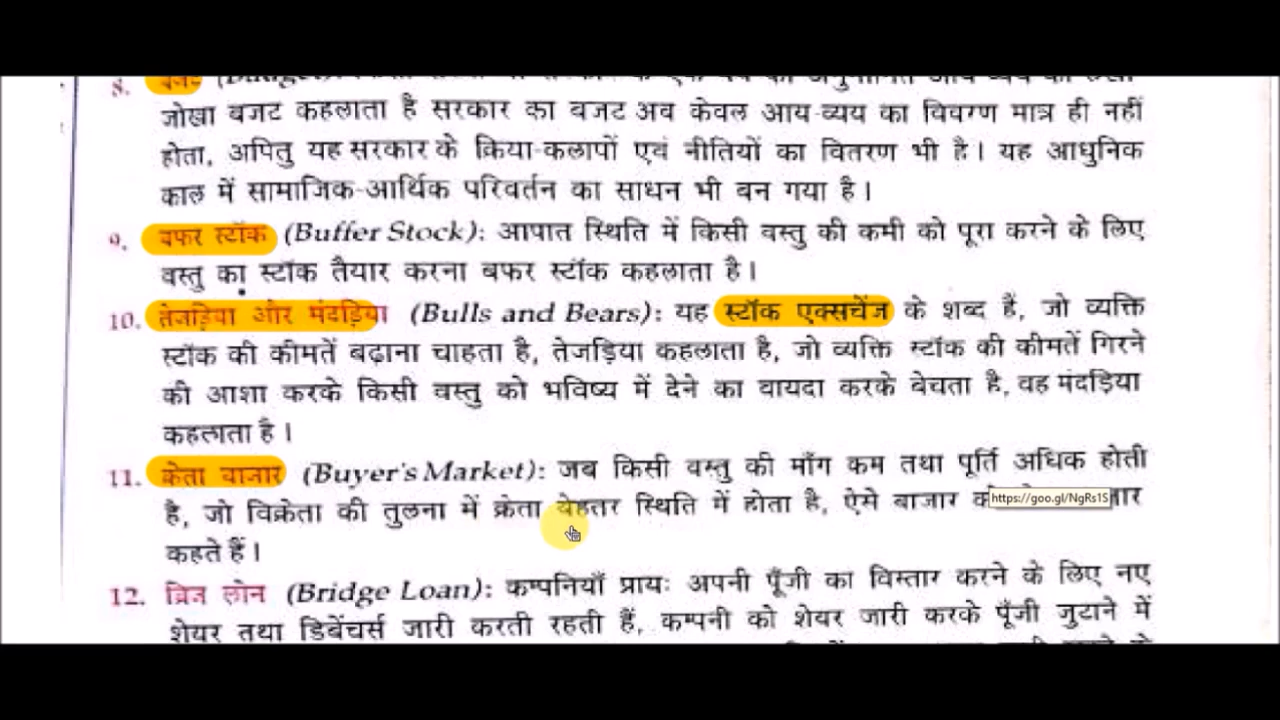 8. बजट
जोखा बजट कहलाता है सरकार का बजट अब केवल आय-व्यय का विवरण मात्र ही नहीं
होता, अपितु यह सरकार के क्रिया-कलापों एवं नीतियों का वितरण भी है। यह आधुनिक
काल में सामाजिक-आर्थिक परिवर्तन का साधन भी बन गया है।
9. बफर स्टॉक (Buffer Stock): आपात स्थिति में किसी वस्तु की कमी को पूरा करने के लिए
वस्तु का स्टॉक तैयार करना बफर स्टॉक कहलाता है।
10. तेजड़िया और मंदड़िया (Bulls and Bears): यह स्टॉक एक्सचेंज के शब्द हैं, जो व्यक्ति
स्टॉक की कीमतें बढ़ाना चाहता है, तेजड़िया कहलाता है, जो व्यक्ति स्टॉक की कीमतें गिरने
की आशा करके किसी वस्तु को भविष्य में देने का वायदा करके बेचता है, वह मंदड़िया
कहलाता है।
11. क्रेता बाजार (Buyer's Market): जब किसी वस्तु की माँग कम तथा पूर्ति अधिक होती
है, जो विक्रेता की तुलना में क्रेता बेहतर स्थिति में होता है, ऐसे बाजार https://goo.gl/NgRs1S
कहते हैं।
12. ब्रिज लोन (Bridge Loan): कम्पनियाँ प्रायः अपनी पूँजी का विस्तार करने के लिए नए
शेयर तथा डिबेंचर्स जारी करती रहती हैं, कम्पनी को शेयर जारी करके पूँजी जुटाने में